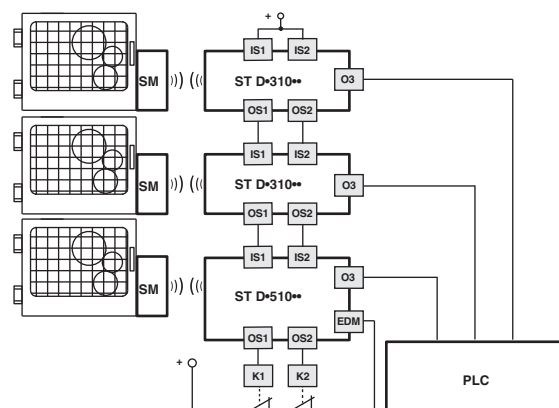 +
IS1 IS2
SM
ST D•310••
O3
OS1 OS2
IS1 IS2
SM
ST D•310••
O3
OS1 OS2
IS1 IS2
SM
ST D•510••
O3
EDM
OS1 OS2
+
K1 K2
PLC